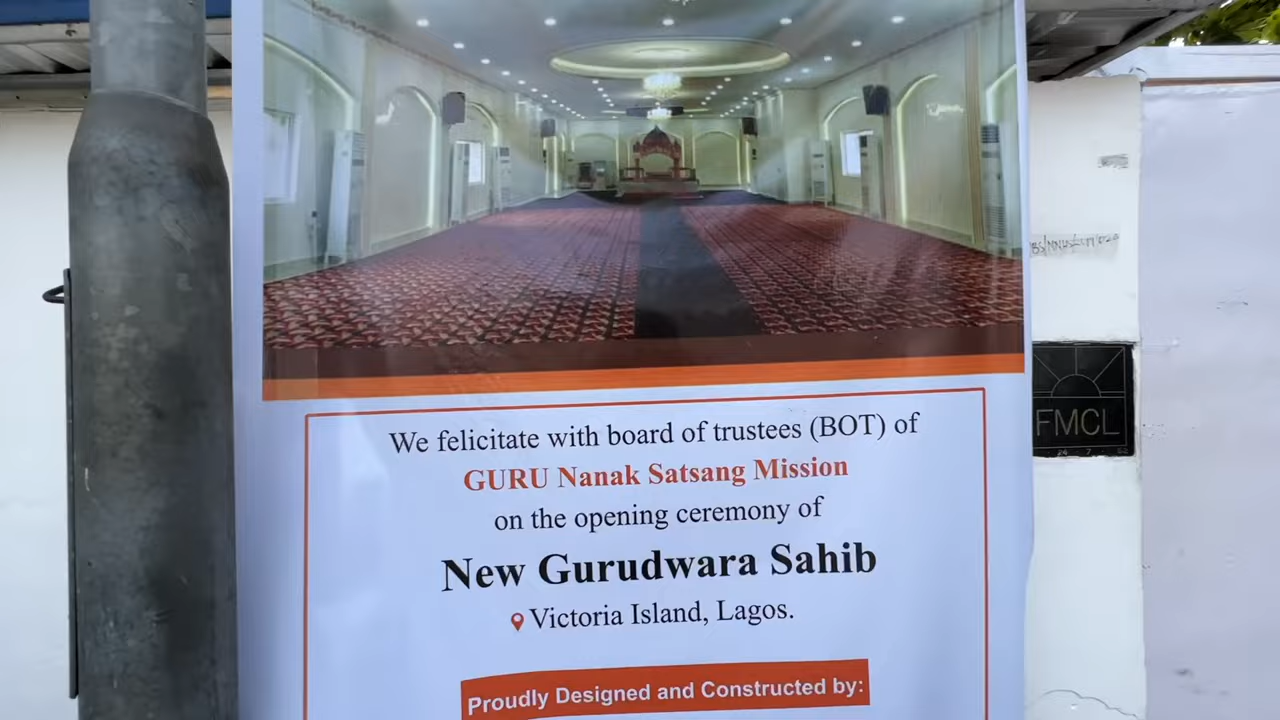 We felicitate with board of trustees (BOT) of
GURU Nanak Satsang Mission
on the opening ceremony of
New Gurudwara Sahib
Victoria Island, Lagos.
Proudly Designed and Constructed by:
FMCL